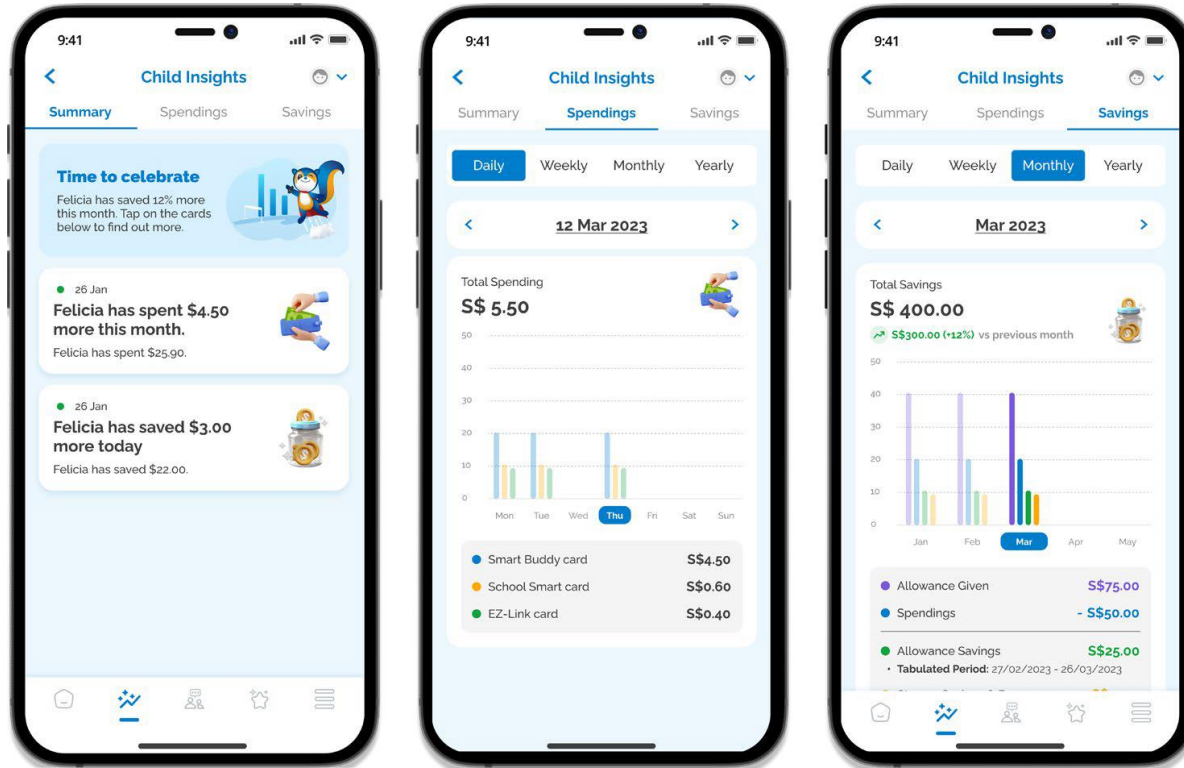 9:41
Child Insights
Summary Spendings Savings
Time to celebrate
Felicia has saved 12% more
this month. Tap on the cards
below to find out more.
26 Jan
Felicia has spent $4.50
more this month.
Felicia has spent $25.90.
26 Jan
Felicia has saved $3.00
more today
Felicia has saved $22.00.
9:41
Child Insights
Summary Spendings Savings
Daily Weekly Monthly Yearly
12 Mar 2023
Total Spending
S$ 5.50
50
40
30
20
10
0
Mon Tue Wed Thu Fri Sat Sun
Smart Buddy card S$4.50
School Smart card S$0.60
EZ-Link card S$0.40
9:41
Child Insights
Summary Spendings Savings
Daily Weekly Monthly Yearly
Mar 2023
Total Savings
S$ 400.00
S$300.00 (+12%) vs previous month
50
40
30
20
10
0
Jan Feb Mar Apr May
Allowance Given S$75.00
Spendings - S$50.00
Allowance Savings S$25.00
• Tabulated Period: 27/02/2023 - 26/03/2023